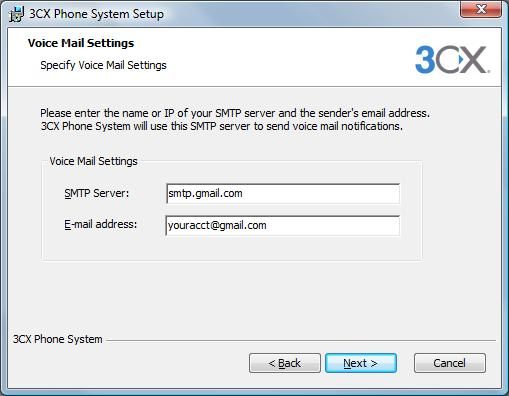 3CX Phone System Setup
X
Voice Mail Settings
Specify Voice Mail Settings
3CX
Please enter the name or IP of your SMTP server and the sender's email address.
3CX Phone System will use this SMTP server to send voice mail notifications.
Voice Mail Settings
SMTP Server:
smtp.gmail.com
E-mail address:
youracct@gmail.com
3CX Phone System
< Back
Next >
Cancel